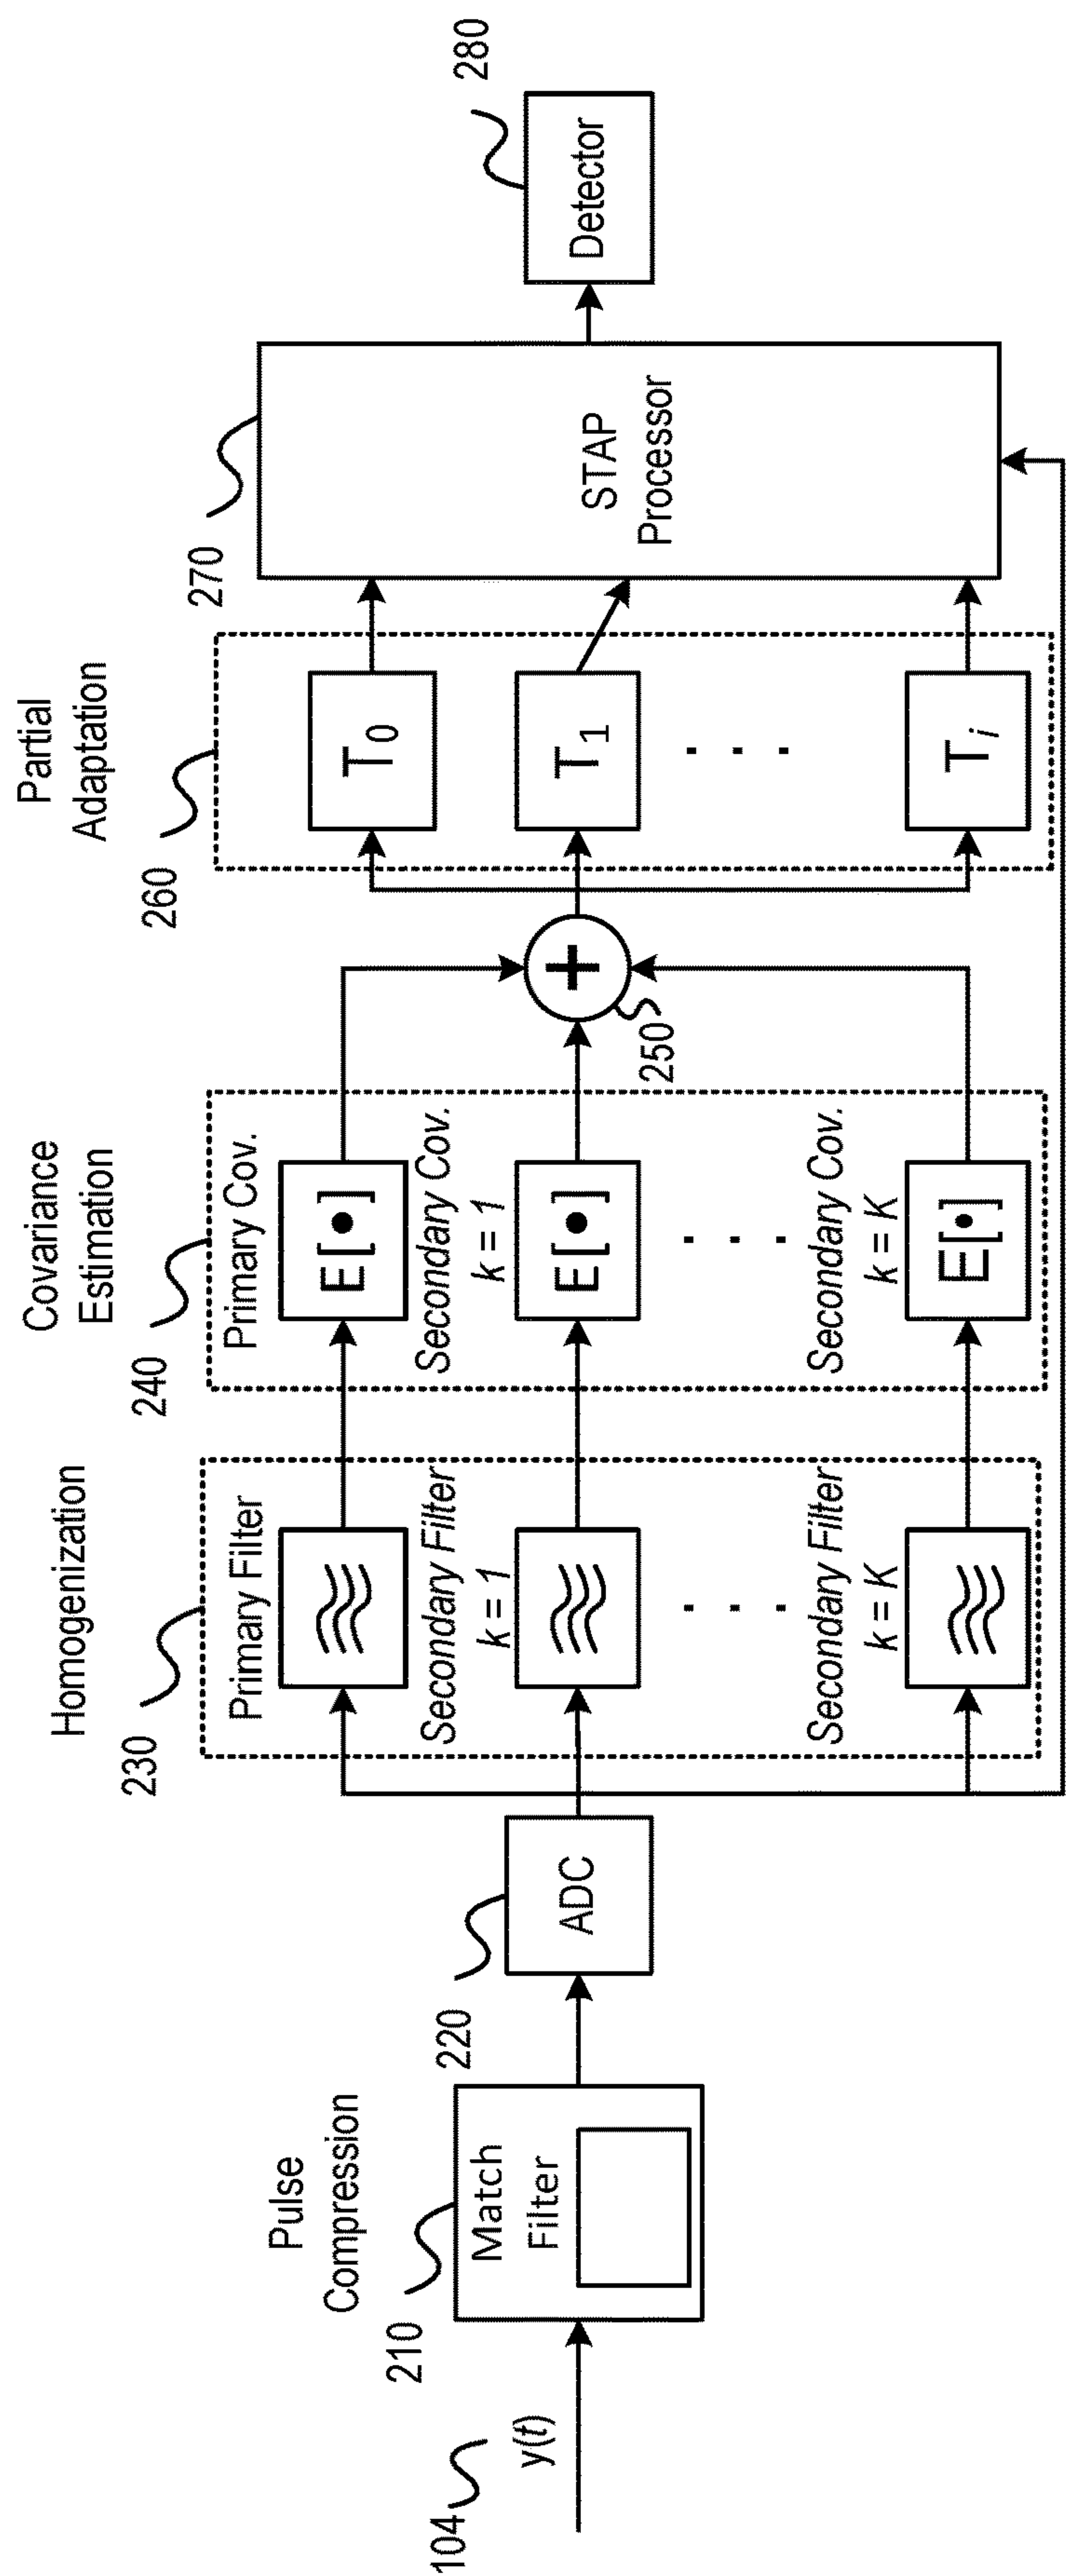 104
y(t)
Pulse
Compression
210
Match
Filter
220
ADC
Homogenization
230
Primary Filter
Secondary Filter
k = 1
. . .
Secondary Filter
k = K
Covariance
Estimation
240
Primary Cov.
E[•]
Secondary Cov.
k = 1
E[•]
. . .
Secondary Cov.
k = K
E[•]
+
250
Partial
Adaptation
260
T0
T1
. . .
Ti
270
STAP
Processor
280
Detector